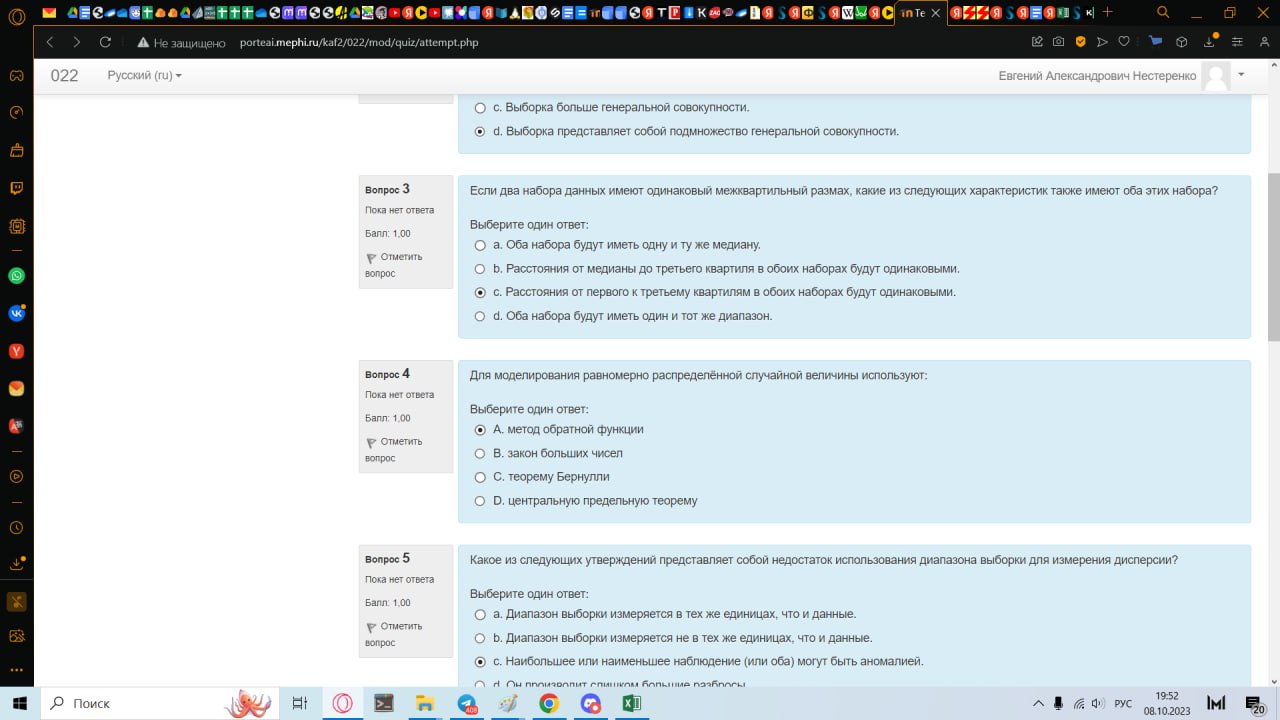 Не защищено
porteai.mephi.ru/kaf2/022/mod/quiz/attempt.php
022
Русский (ru)
Евгений Александрович Нестеренко
c. Выборка больше генеральной совокупности.
d. Выборка представляет собой подмножество генеральной совокупности.
Вопрос 3
Пока нет ответа
Балл: 1,00
Отметить
вопрос
Если два набора данных имеют одинаковый межквартильный размах, какие из следующих характеристик также имеют оба этих набора?
Выберите один ответ:
a. Оба набора будут иметь одну и ту же медиану.
b. Расстояния от медианы до третьего квартиля в обоих наборах будут одинаковыми.
c. Расстояния от первого к третьему квартилям в обоих наборах будут одинаковыми.
d. Оба набора будут иметь один и тот же диапазон.
Вопрос 4
Пока нет ответа
Балл: 1,00
Отметить
вопрос
Для моделирования равномерно распределённой случайной величины используют:
Выберите один ответ:
A. метод обратной функции
B. закон больших чисел
C. теорему Бернулли
D. центральную предельную теорему
Вопрос 5
Пока нет ответа
Балл: 1,00
Отметить
вопрос
Какое из следующих утверждений представляет собой недостаток использования диапазона выборки для измерения дисперсии?
Выберите один ответ:
a. Диапазон выборки измеряется в тех же единицах, что и данные.
b. Диапазон выборки измеряется не в тех же единицах, что и данные.
c. Наибольшее или наименьшее наблюдение (или оба) могут быть аномалией.
d. Он производит слишком большие разбросы.
Поиск
РУС
19:52
08.10.2023
20